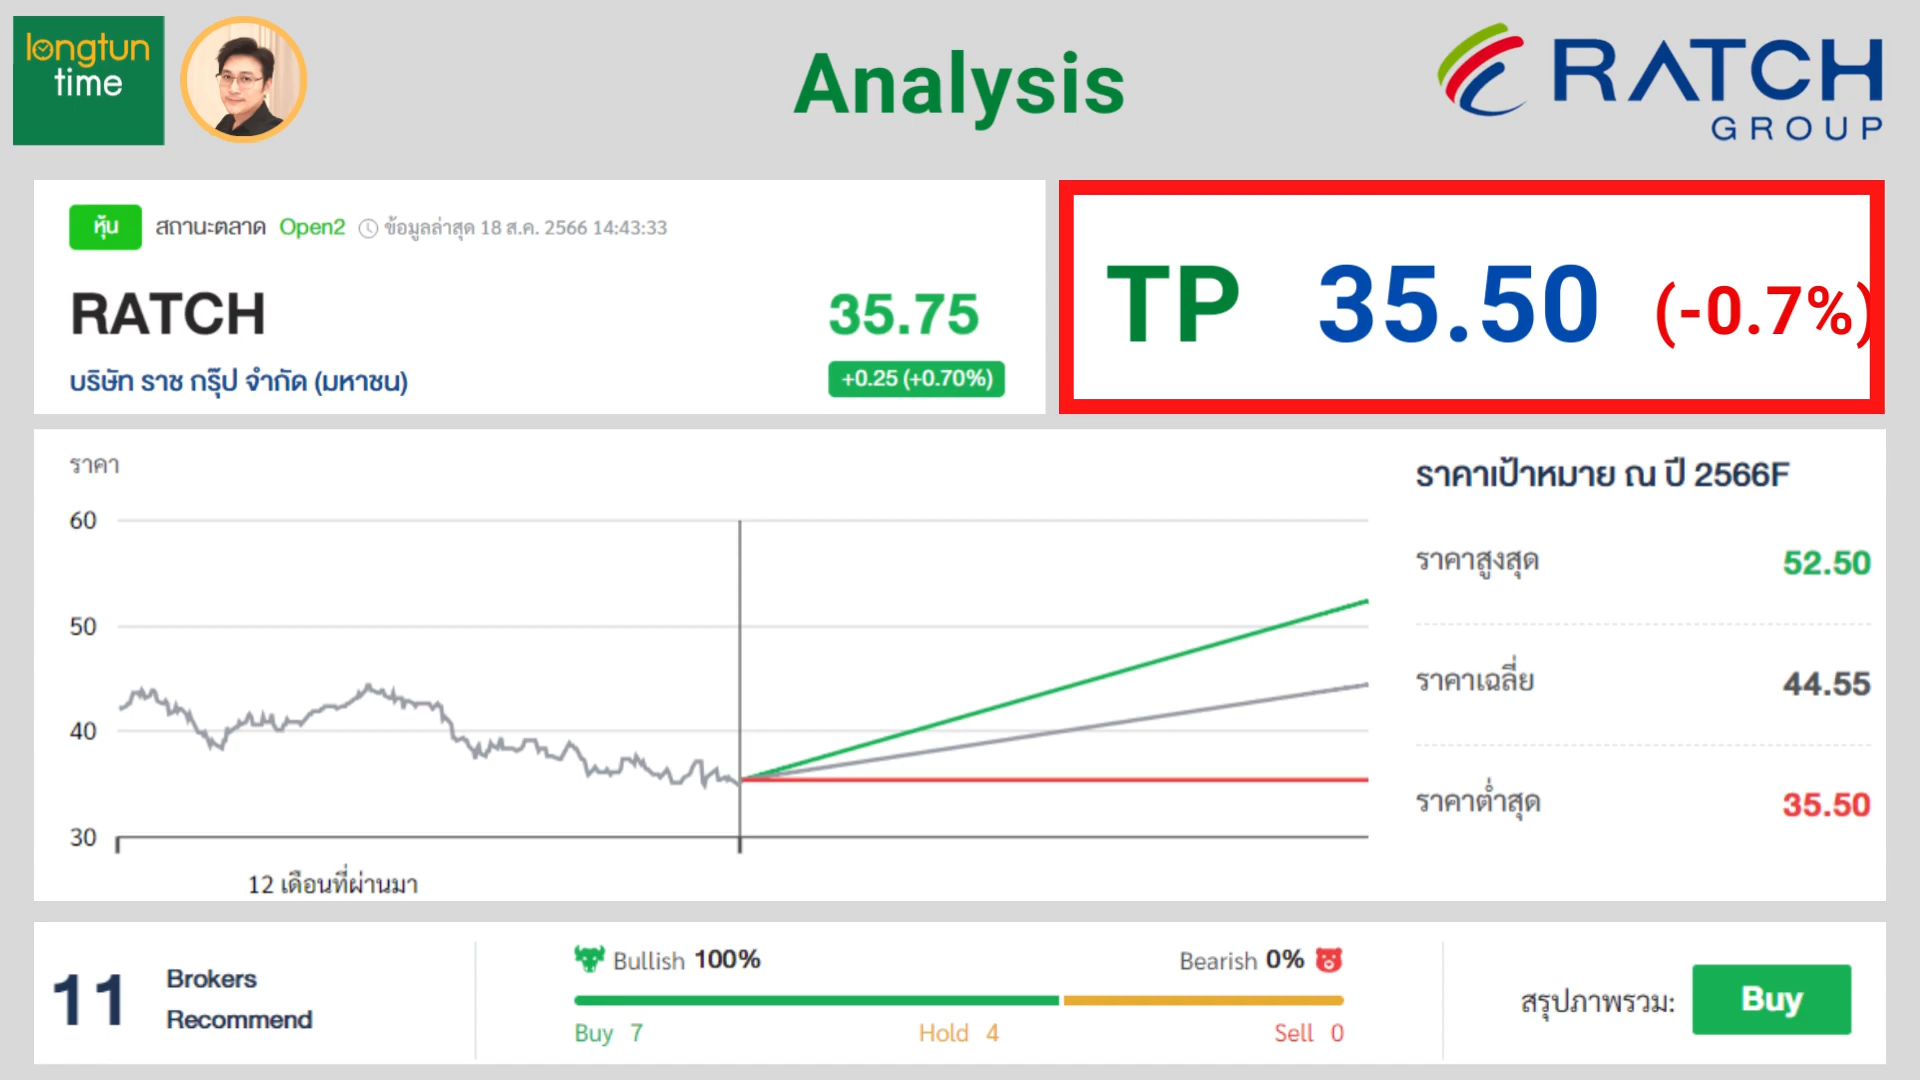 longtun
time
Analysis
RATCH
GROUP
หุ้น สถานะตลาด Open2 ข้อมูลล่าสุด 18 ส.ค. 2566 14:43:33
RATCH
35.75
บริษัท ราช กรุ๊ป จำกัด (มหาชน)
+0.25 (+0.70%)
TP 35.50 (-0.7%)
ราคา
60
50
40
30
12 เดือนที่ผ่านมา
ราคาเป้าหมาย ณ ปี 2566F
ราคาสูงสุด 52.50
ราคาเฉลี่ย 44.55
ราคาต่ำสุด 35.50
11 Brokers
Recommend
Bullish 100% Bearish 0%
Buy 7 Hold 4 Sell 0
สรุปภาพรวม: Buy